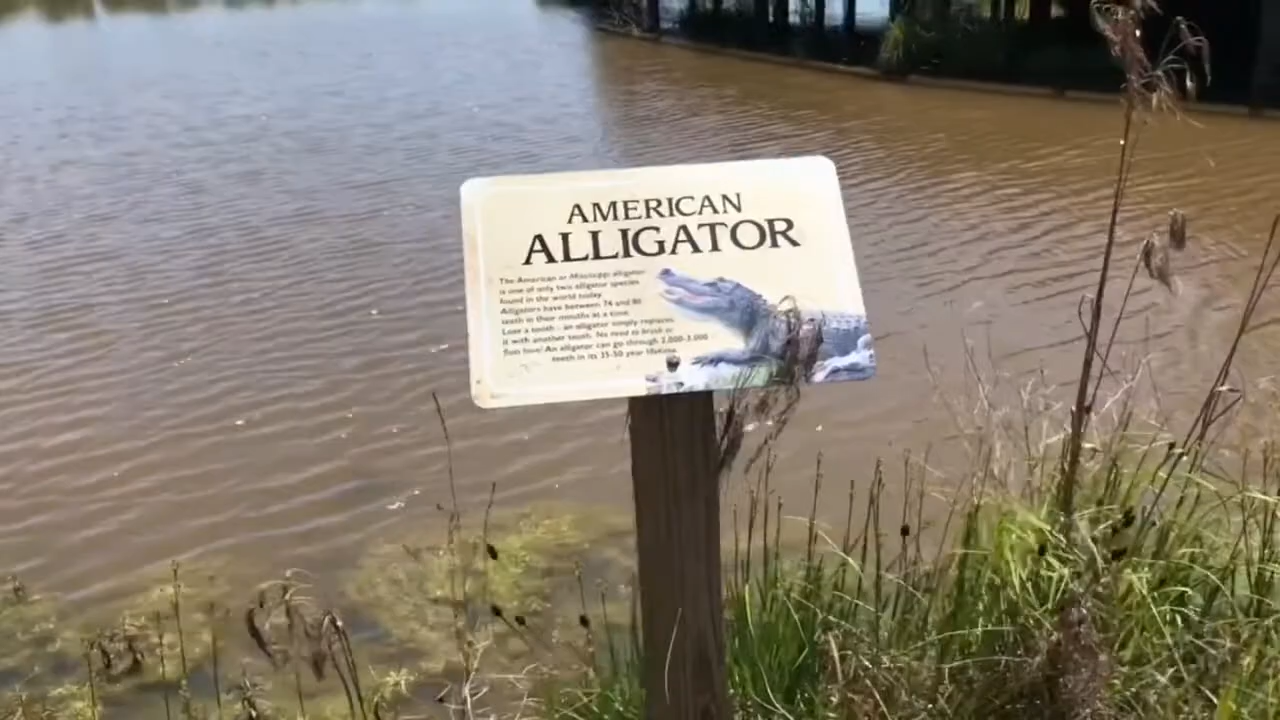 AMERICAN
ALLIGATOR
The American or Mississippi alligator
is one of only two alligator species
found in the world today.
Alligators have between 74 and 80
teeth in their mouths at a time.
Lose a tooth - an alligator simply replaces
it with another tooth. No need to brush or
floss here! An alligator can go through 2,000-3,000
teeth in its 35-50 year lifetime.